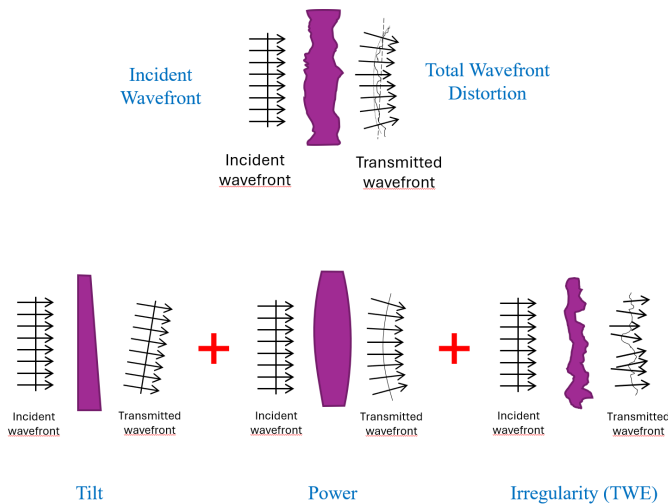 Incident
Wavefront
Total Wavefront
Distortion
Incident
wavefront
Transmitted
wavefront
Incident
wavefront
Transmitted
wavefront
Incident
wavefront
Transmitted
wavefront
Incident
wavefront
Transmitted
wavefront
Tilt
Power
Irregularity (TWE)